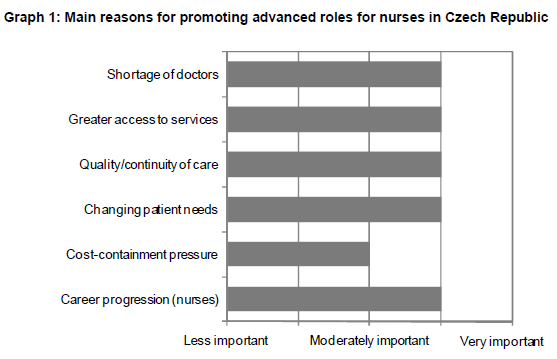 Graph 1: Main reasons for promoting advanced roles for nurses in Czech Republic
Shortage of doctors
Greater access to services
Quality/continuity of care
Changing patient needs
Cost-containment pressure
Career progression (nurses)
Less important Moderately important Very important